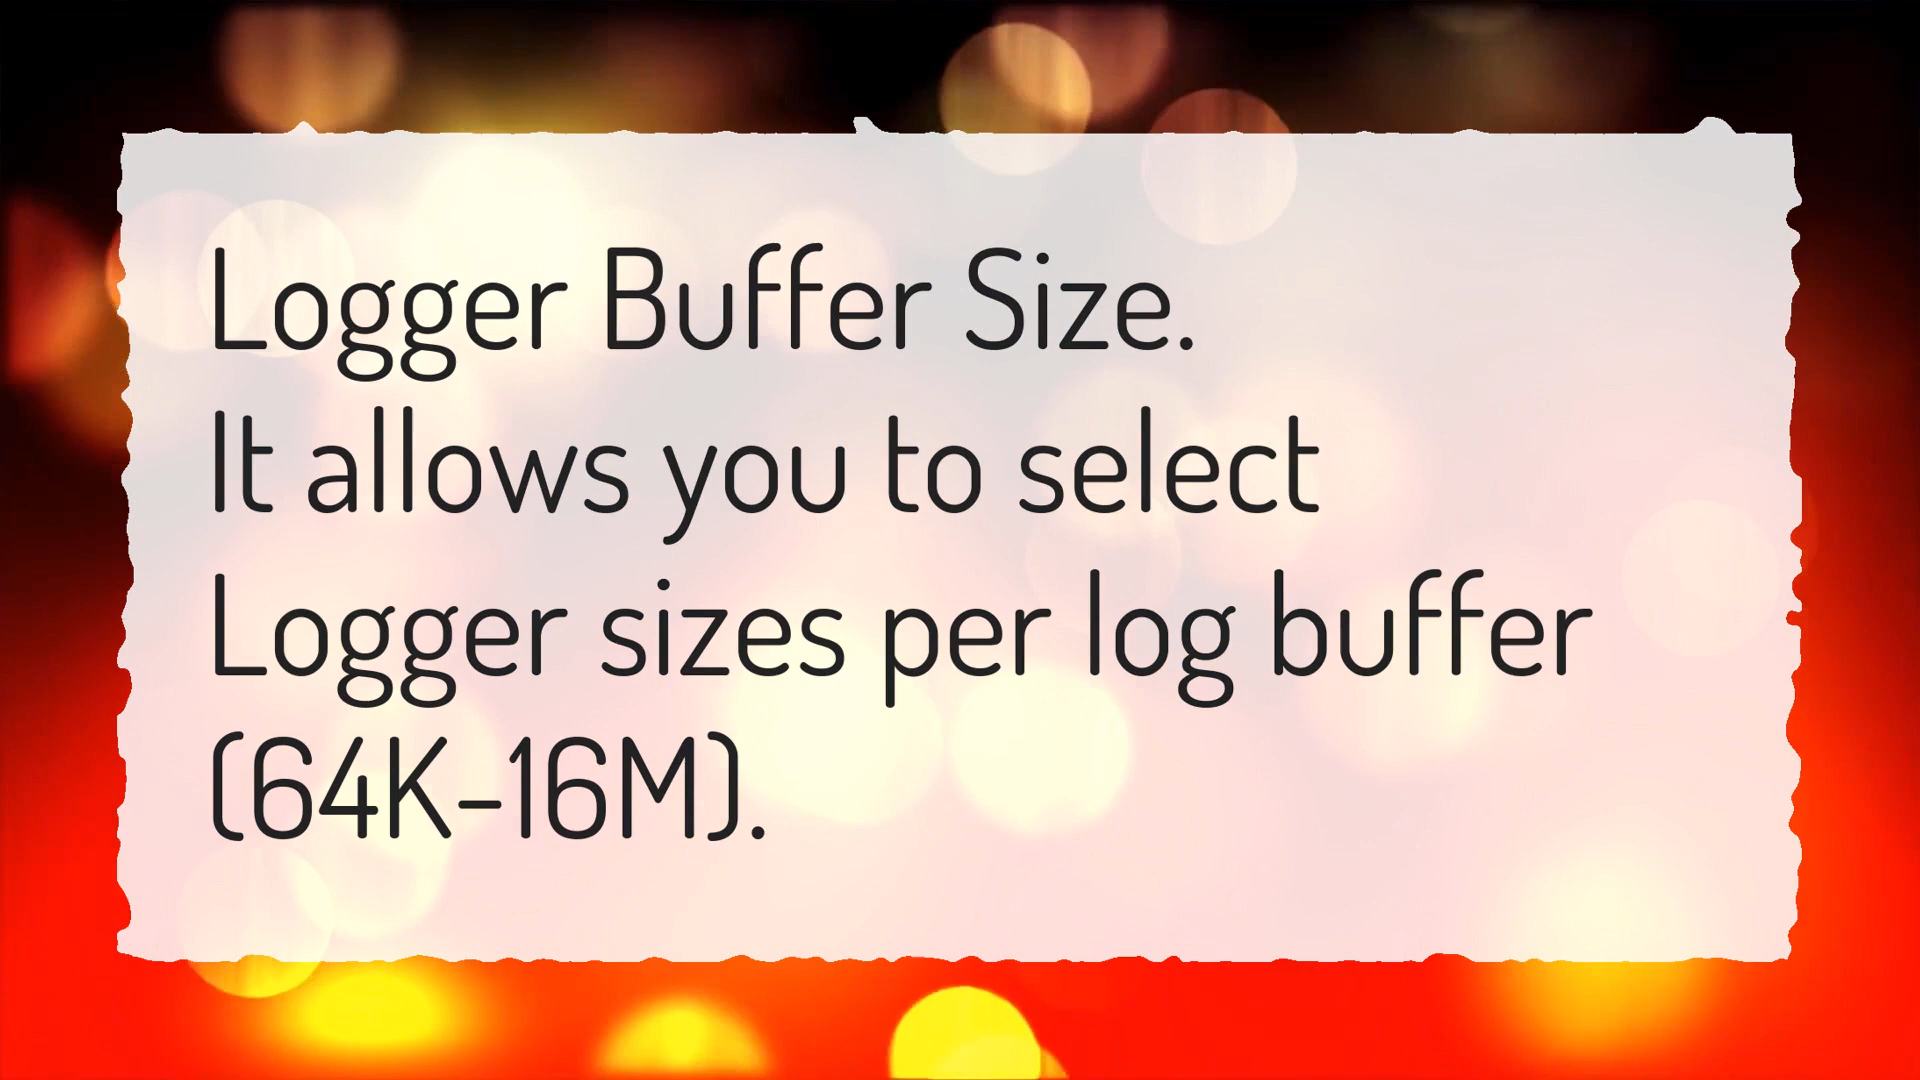 Logger Buffer Size.
It allows you to select
Logger sizes per log buffer
(64K-16M).